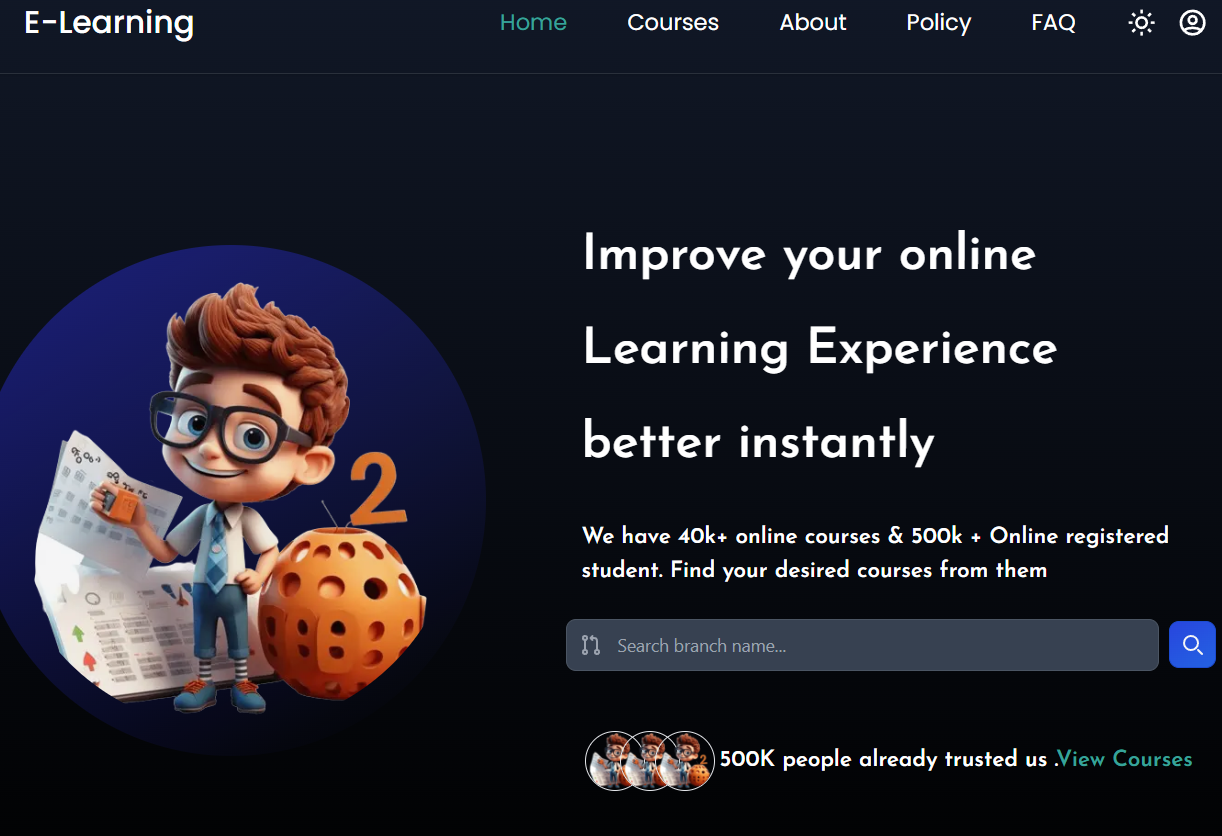 E-Learning
Home Courses About Policy FAQ
Improve your online
Learning Experience
better instantly
2
We have 40k+ online courses & 500k + Online registered
student. Find your desired courses from them
Search branch name...
500K people already trusted us .View Courses